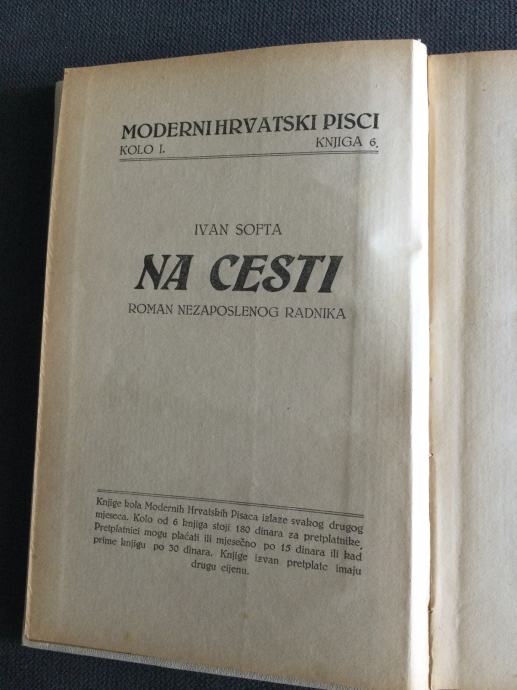 MODERNI HRVATSKI PISCI
KOLO I. KNJIGA 6.
IVAN SOFTA
NA CESTI
ROMAN NEZAPOSLENOG RADNIKA
Knjige kola Modernih Hrvatskih Pisaca izlaze svakog drugog
mjeseca. Kolo od 6 knjiga stoji 180 dinara za pretplatnike.
Pretplatnici mogu plaćati ili mjesečno po 15 dinara ili kad
prime knjigu po 30 dinara. Knjige izvan pretplate imaju
drugu cijenu.